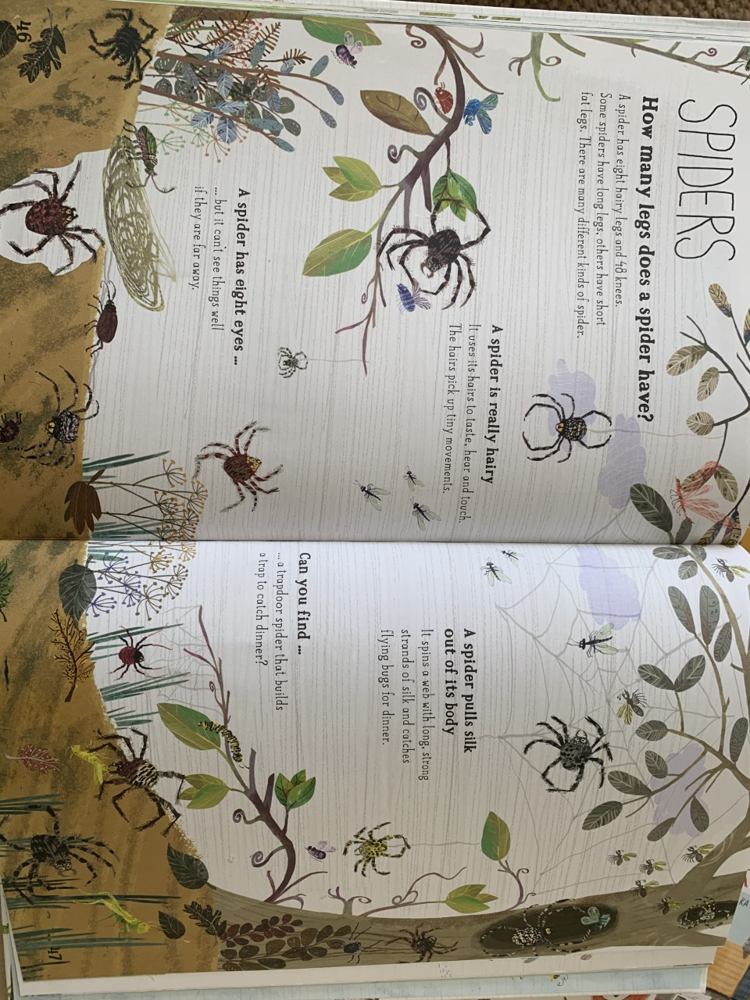 SPIDERS
How many legs does a spider have?
A spider has eight hairy legs and 48 knees.
Some spiders have long legs, others have short
fat legs. There are many different kinds of spider.
A spider is really hairy
It uses its hairs to taste, hear and touch.
The hairs pick up tiny movements.
A spider has eight eyes ...
... but it can't see things well
if they are far away.
46
A spider pulls silk
out of its body
It spins a web with long, strong
strands of silk and catches
flying bugs for dinner.
Can you find ...
... a trapdoor spider that builds
a trap to catch dinner?
47
KA